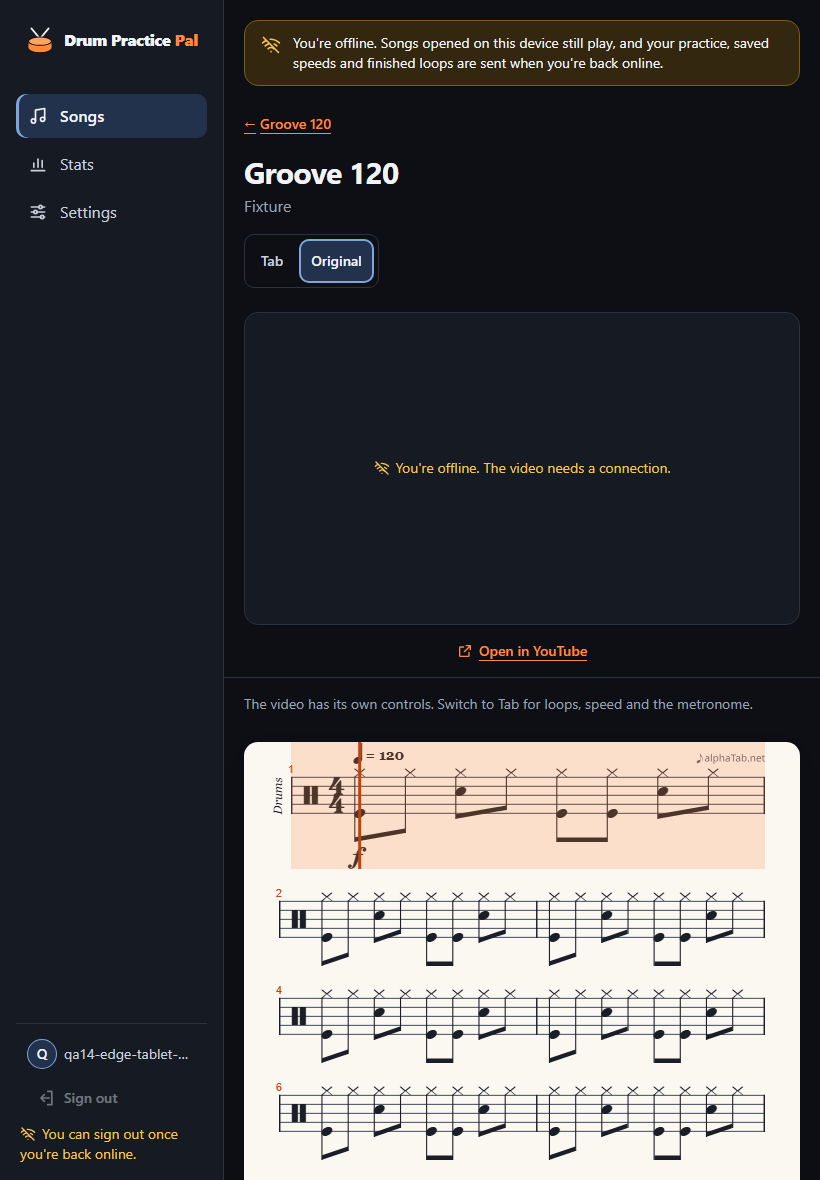 Drum Practice Pal
Songs
Stats
Settings
Q qa14-edge-tablet-...
Sign out
You can sign out once
you're back online.
You're offline. Songs opened on this device still play, and your practice, saved
speeds and finished loops are sent when you're back online.
← Groove 120
Groove 120
Fixture
Tab Original
You're offline. The video needs a connection.
Open in YouTube
The video has its own controls. Switch to Tab for loops, speed and the metronome.
= 120
alphaTab.net
1
Drums
4
4
f
2
4
6